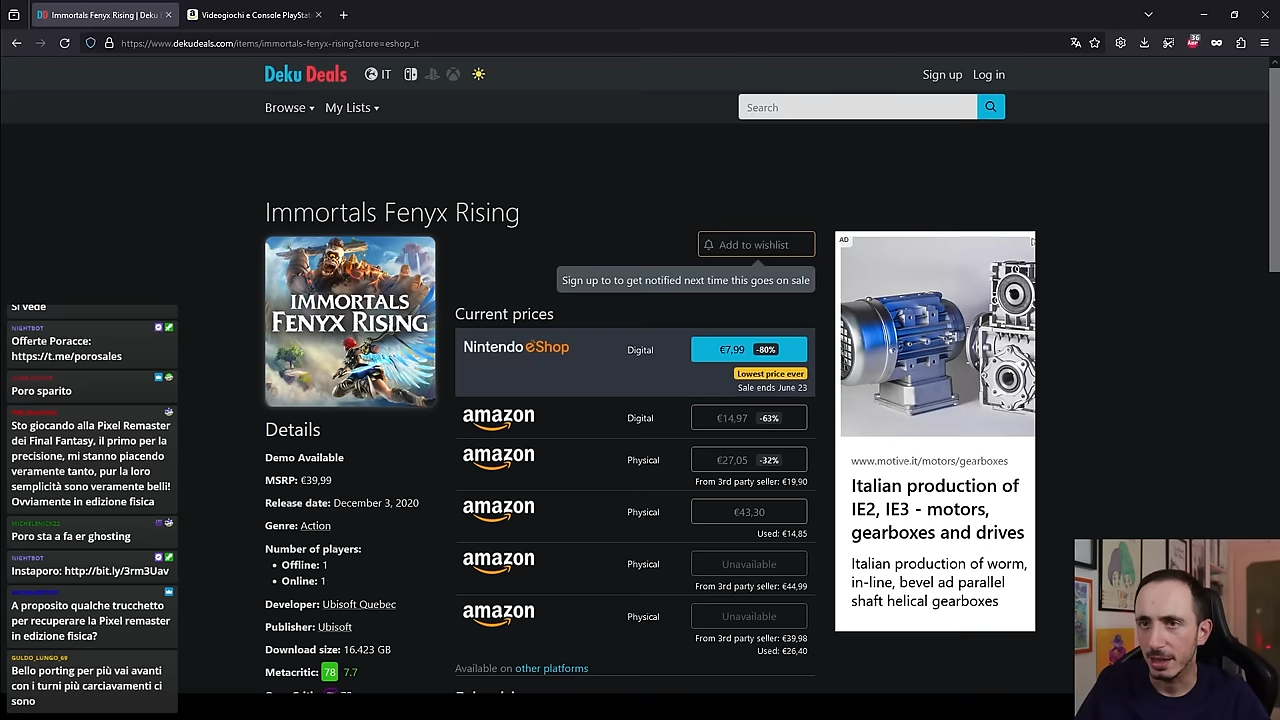 Immortals Fenyx Rising | Deku
Videogiochi e Console PlayStat
https://www.dekudeals.com/items/immortals-fenyx-rising?store=eshop_it
36
Deku Deals
IT
Sign up
Log in
Browse
My Lists
Search
Immortals Fenyx Rising
IMMORTALS
FENYX RISING
Add to wishlist
Sign up to to get notified next time this goes on sale
Current prices
Nintendo eShop
Digital
€7,99 -80%
Lowest price ever
Sale ends June 23
amazon
Digital
€14,97 -63%
amazon
Physical
€27,05 -32%
From 3rd party seller: €19,90
amazon
Physical
€43,30
Used: €14,85
amazon
Physical
Unavailable
From 3rd party seller: €44,99
amazon
Physical
Unavailable
From 3rd party seller: €39,98
Used: €26,40
Available on other platforms
Details
Demo Available
MSRP: €39,99
Release date: December 3, 2020
Genre: Action
Number of players:
• Offline: 1
• Online: 1
Developer: Ubisoft Quebec
Publisher: Ubisoft
Download size: 16.423 GB
Metacritic: 78 7.7
AD
www.motive.it/motors/gearboxes
Italian production of
IE2, IE3 - motors,
gearboxes and drives
Italian production of worm,
in-line, bevel ad parallel
shaft helical gearboxes
Si vede
NIGHTBOT
Offerte Poracce:
https://t.me/porosales
Poro sparito
Sto giocando alla Pixel Remaster
dei Final Fantasy, il primo per la
precisione, mi stanno piacendo
veramente tanto, pur la loro
semplicità sono veramente belli!
Ovviamente in edizione fisica
MICHELENICK22
Poro sta a fa er ghosting
NIGHTBOT
Instaporo: http://bit.ly/3rm3Uav
A proposito qualche trucchetto
per recuperare la Pixel remaster
in edizione fisica?
GULDO_LUNGO_60
Bello porting per più vai avanti
con i turni più carciavamenti ci
sono